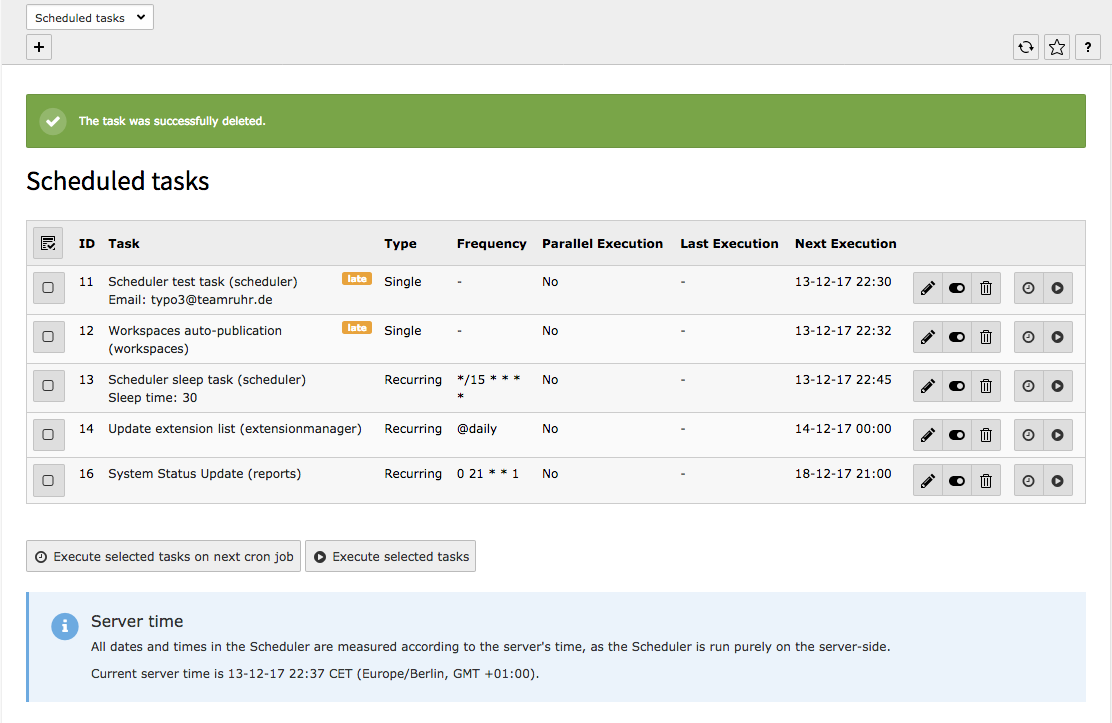 Scheduled tasks
+
?
The task was successfully deleted.
Scheduled tasks
ID Task Type Frequency Parallel Execution Last Execution Next Execution
11 Scheduler test task (scheduler) late Single - No - 13-12-17 22:30
Email: typo3@teamruhr.de
12 Workspaces auto-publication late Single - No - 13-12-17 22:32
(workspaces)
13 Scheduler sleep task (scheduler) Recurring */15 * * * No - 13-12-17 22:45
Sleep time: 30 *
14 Update extension list (extensionmanager) Recurring @daily No - 14-12-17 00:00
16 System Status Update (reports) Recurring 0 21 * * 1 No - 18-12-17 21:00
Execute selected tasks on next cron job Execute selected tasks
i Server time
All dates and times in the Scheduler are measured according to the server's time, as the Scheduler is run purely on the server-side.
Current server time is 13-12-17 22:37 CET (Europe/Berlin, GMT +01:00).